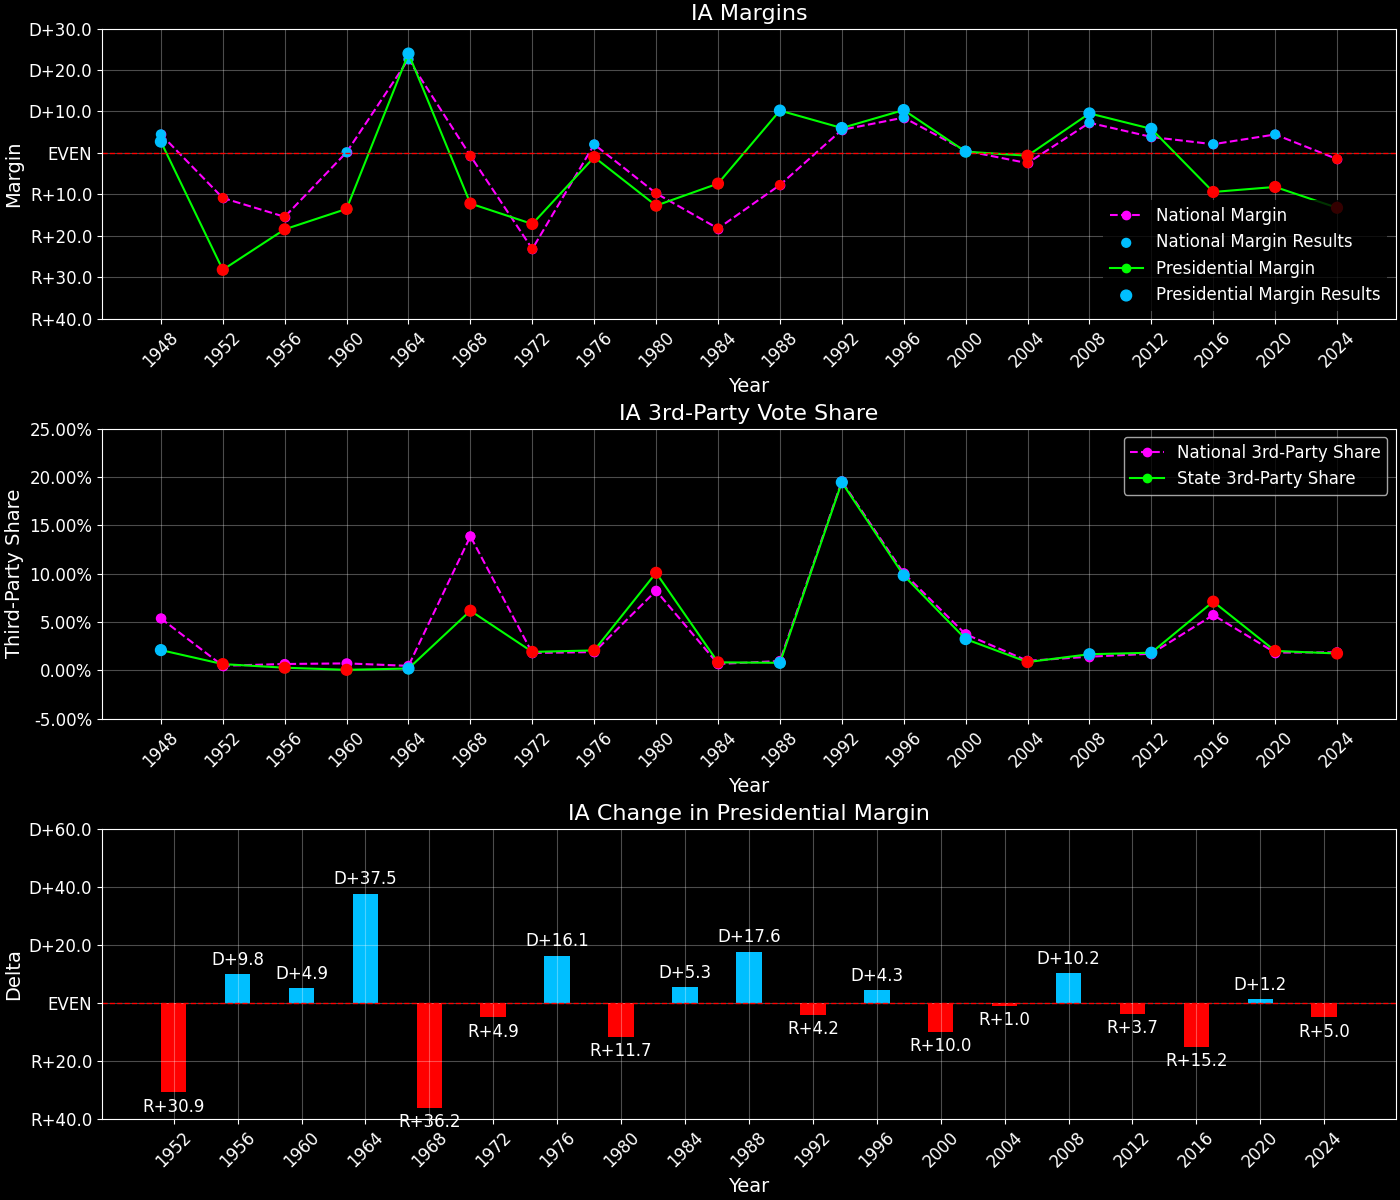 IA Margins
D+30.0
D+20.0
D+10.0
EVEN
R+10.0
R+20.0
R+30.0
R+40.0
Margin
National Margin
National Margin Results
Presidential Margin
Presidential Margin Results
1948 1952 1956 1960 1964 1968 1972 1976 1980 1984 1988 1992 1996 2000 2004 2008 2012 2016 2020 2024
Year
IA 3rd-Party Vote Share
25.00%
20.00%
15.00%
10.00%
5.00%
0.00%
-5.00%
Third-Party Share
National 3rd-Party Share
State 3rd-Party Share
1948 1952 1956 1960 1964 1968 1972 1976 1980 1984 1988 1992 1996 2000 2004 2008 2012 2016 2020 2024
Year
IA Change in Presidential Margin
D+60.0
D+40.0
D+20.0
EVEN
R+20.0
R+40.0
Delta
R+30.9
D+9.8
D+4.9
D+37.5
R+36.2
R+4.9
D+16.1
R+11.7
D+5.3
D+17.6
R+4.2
D+4.3
R+10.0
R+1.0
D+10.2
R+3.7
R+15.2
D+1.2
R+5.0
1952 1956 1960 1964 1968 1972 1976 1980 1984 1988 1992 1996 2000 2004 2008 2012 2016 2020 2024
Year